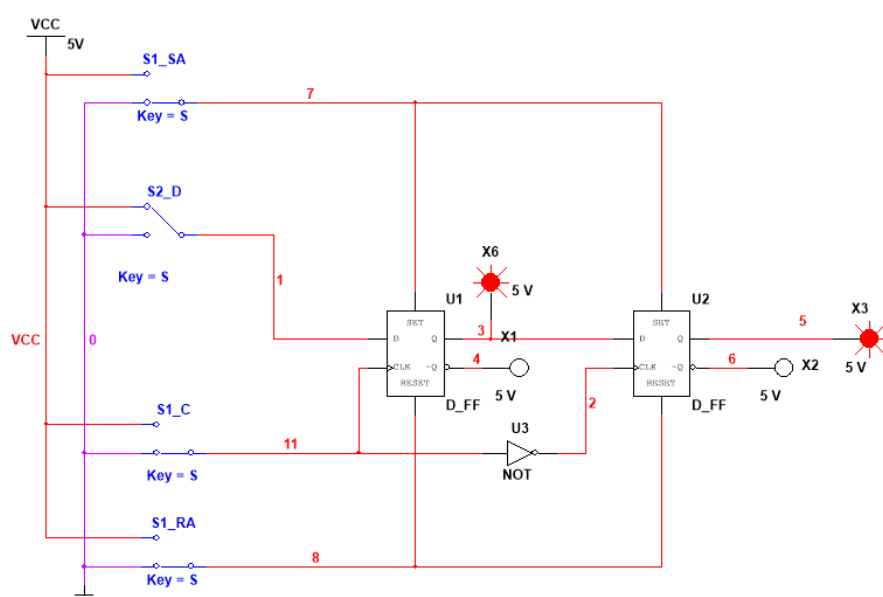 VCC
5V
S1_SA
7
Key = S
S2_D
Key = S
1
X6
5 V
U1
U2
SET
SET
D
Q
3
X1
D
Q
5
X3
CLK
~Q
4
CLK
~Q
6
X2
5 V
RESET
RESET
5 V
5 V
D_FF
D_FF
VCC
0
2
S1_C
11
U3
NOT
Key = S
S1_RA
8
Key = S